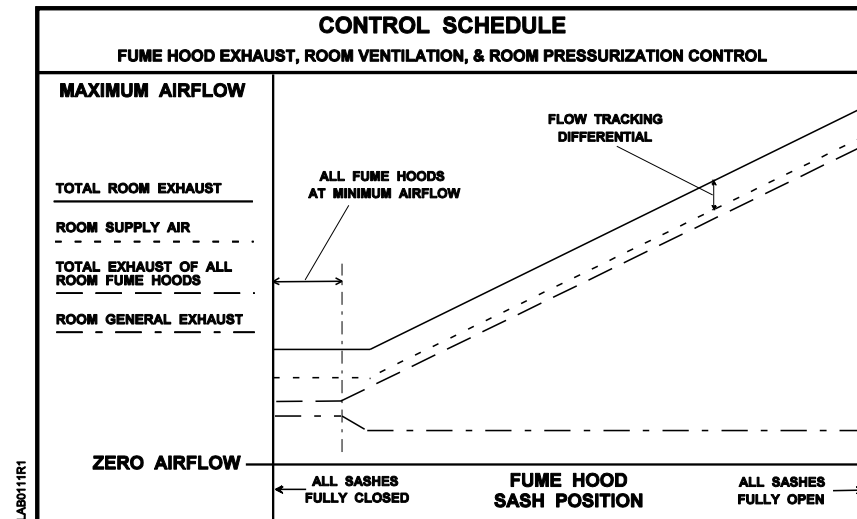 CONTROL SCHEDULE
FUME HOOD EXHAUST, ROOM VENTILATION, & ROOM PRESSURIZATION CONTROL
MAXIMUM AIRFLOW
FLOW TRACKING
DIFFERENTIAL
ALL FUME HOODS
AT MINIMUM AIRFLOW
TOTAL ROOM EXHAUST
ROOM SUPPLY AIR
TOTAL EXHAUST OF ALL
ROOM FUME HOODS
ROOM GENERAL EXHAUST
ZERO AIRFLOW
ALL SASHES
FULLY CLOSED
FUME HOOD
SASH POSITION
ALL SASHES
FULLY OPEN
LAB0111R1